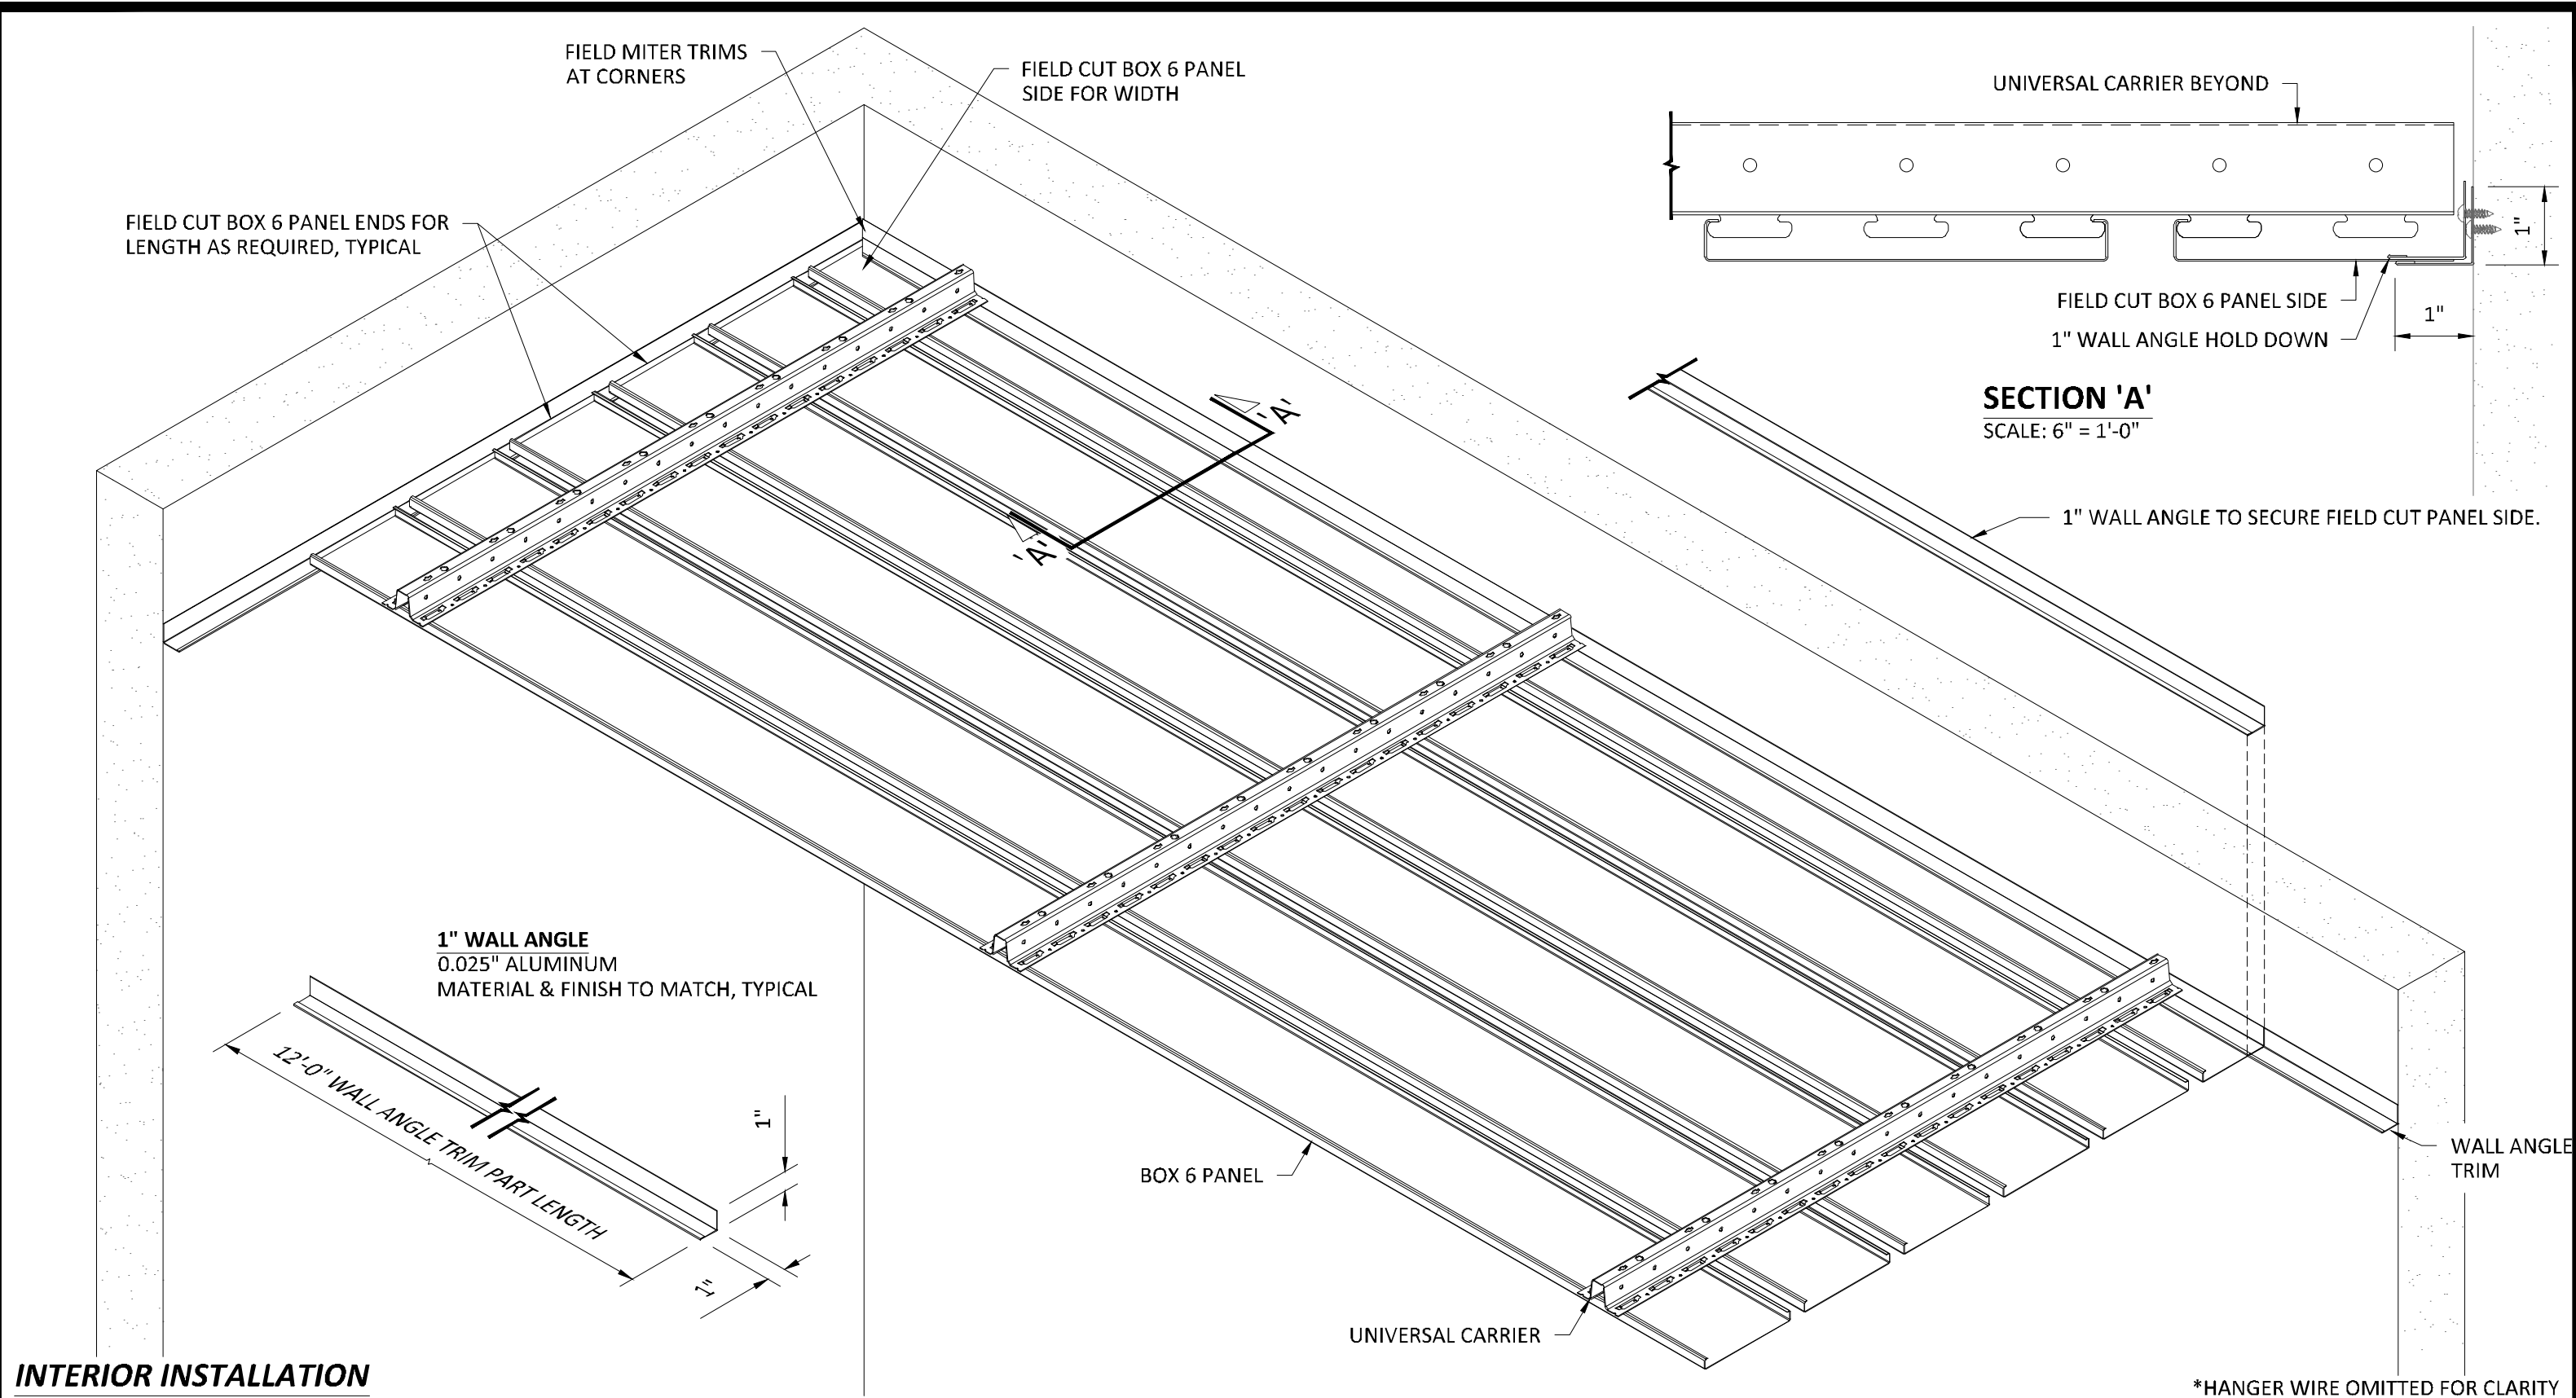 FIELD MITER TRIMS
AT CORNERS
FIELD CUT BOX 6 PANEL
SIDE FOR WIDTH
UNIVERSAL CARRIER BEYOND
FIELD CUT BOX 6 PANEL ENDS FOR
LENGTH AS REQUIRED, TYPICAL
1"
FIELD CUT BOX 6 PANEL SIDE
1"
1" WALL ANGLE HOLD DOWN
SECTION 'A'
SCALE: 6" = 1'-0"
'A'
'A'
1" WALL ANGLE TO SECURE FIELD CUT PANEL SIDE.
1" WALL ANGLE
0.025" ALUMINUM
MATERIAL & FINISH TO MATCH, TYPICAL
12'-0" WALL ANGLE TRIM PART LENGTH
1"
1"
BOX 6 PANEL
WALL ANGLE
TRIM
UNIVERSAL CARRIER
INTERIOR INSTALLATION
*HANGER WIRE OMITTED FOR CLARITY